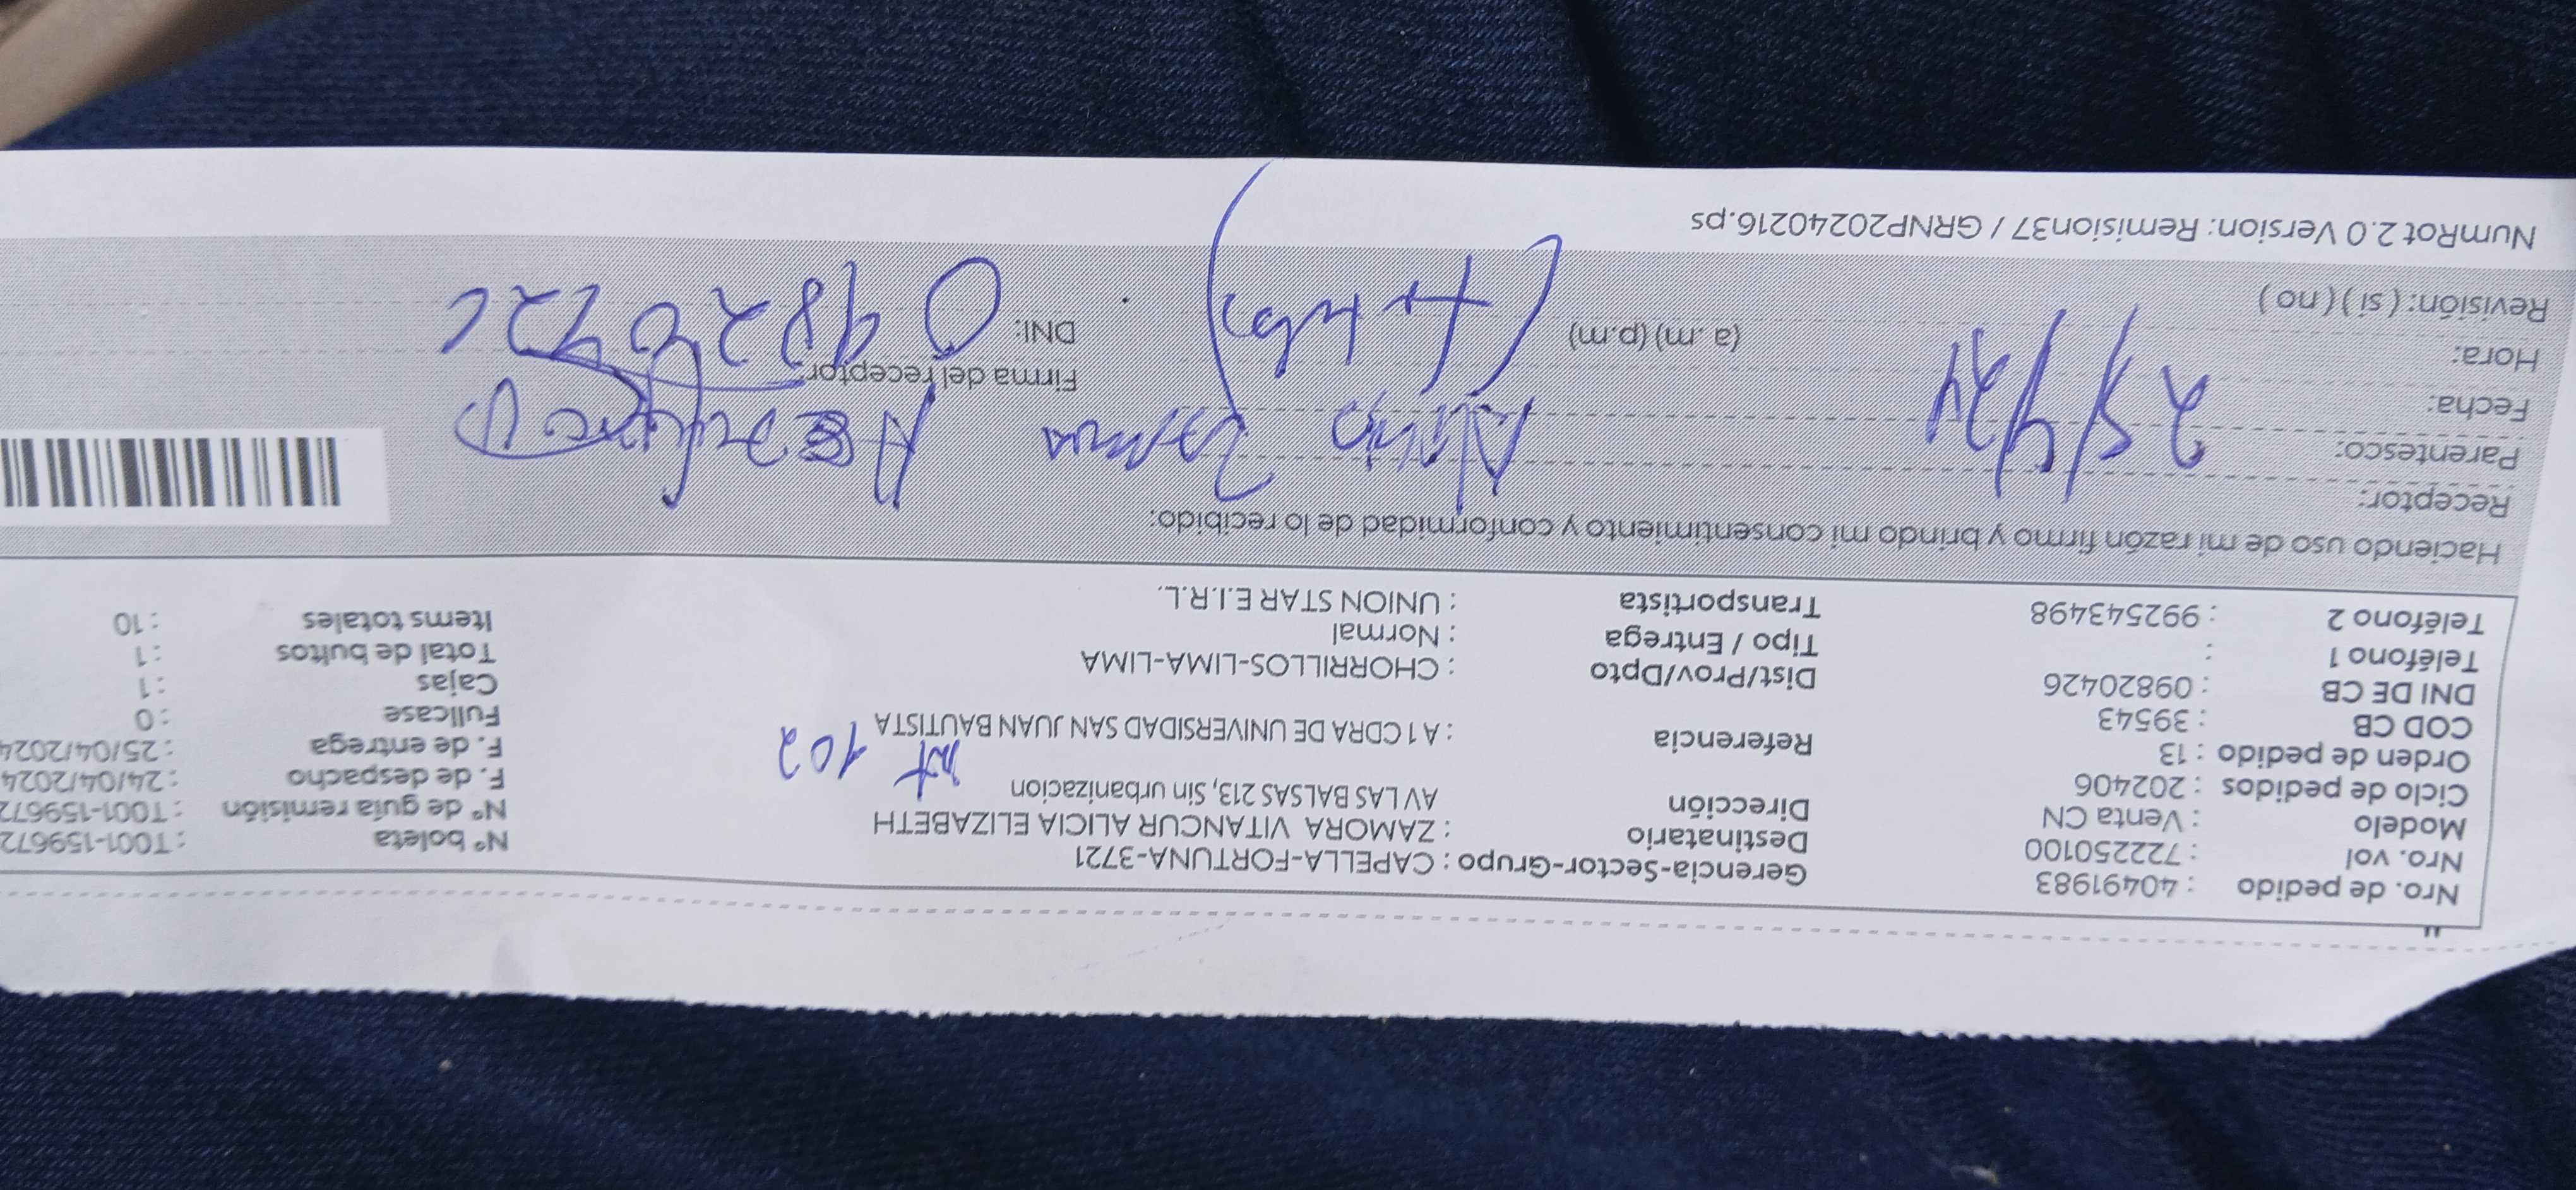 Nro. de pedido : 40491983
Nro. vol : 722250100
Modelo : Venta CN
Ciclo de pedidos : 202406
Orden de pedido : 13
COD CB : 39543
DNI DE CB : 09820426
Teléfono 1 :
Teléfono 2 : 992543498
Gerencia-Sector-Grupo : CAPELLA-FORTUNA-3721
Destinatario : ZAMORA VITANCUR ALICIA ELIZABETH
Dirección AV LAS BALSAS 213, Sin urbanizacion
int 102
Referencia : A 1 CDRA DE UNIVERSIDAD SAN JUAN BAUTISTA
Dist/Prov/Dpto : CHORRILLOS-LIMA-LIMA
Tipo / Entrega : Normal
Transportista : UNION STAR E.I.R.L.
Nº boleta : T001-159672
Nº de guía remisión : T001-159672
F. de despacho : 24/04/2024
F. de entrega : 25/04/2024
Fullcase : 0
Cajas : 1
Total de bultos : 1
Items totales : 10
Haciendo uso de mi razón firmo y brindo mi consentimiento y conformidad de lo recibido:
Receptor:
Parentesco:
Fecha: 25/4/24
Hora: (a. m) (p.m)
Revisión: ( si ) ( no )
Firma del receptor:
DNI:
NumRot 2.0 Version: Remision37 / GRNP20240216.ps